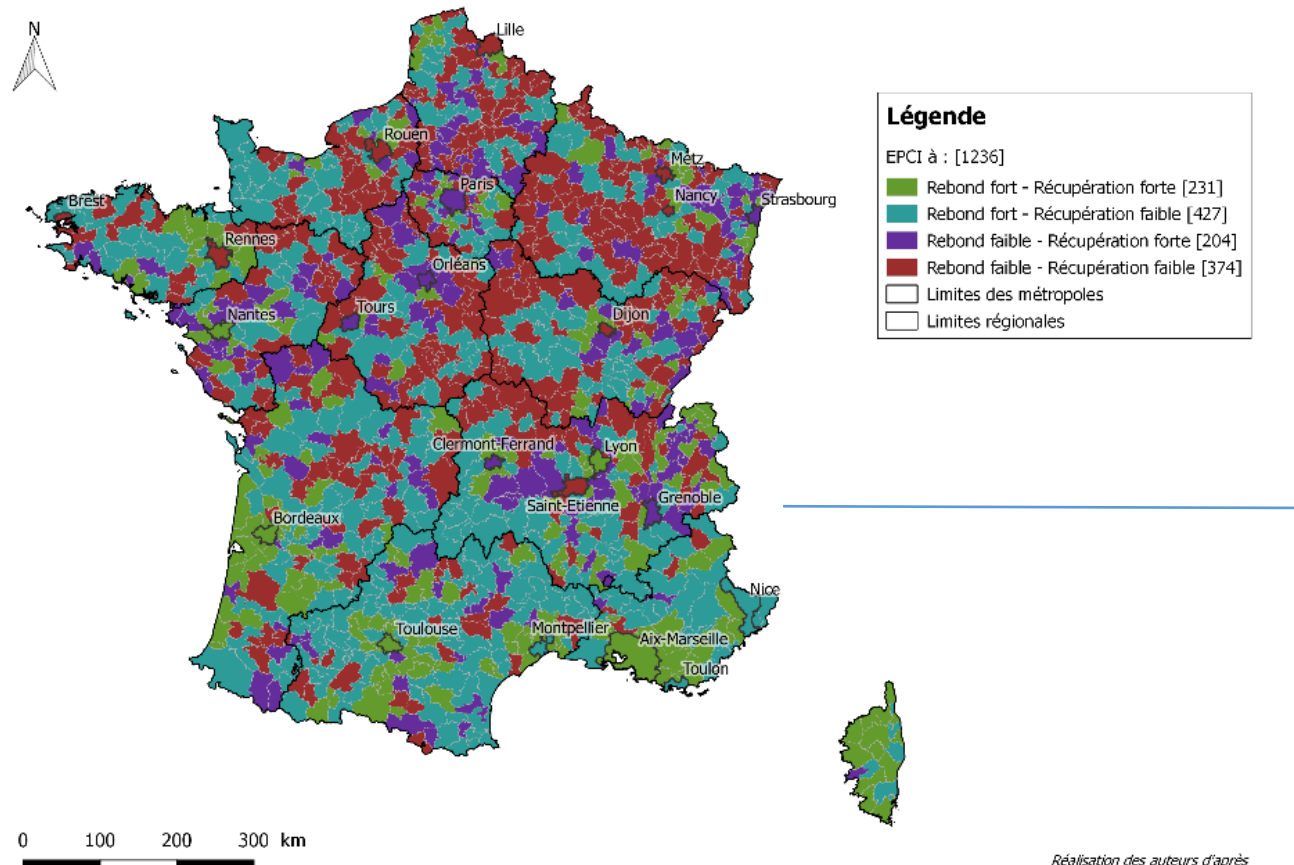 N
Lille
Rouen
Metz
Paris
Nancy
Strasbourg
Brest
Rennes
Orléans
Nantes
Tours
Dijon
Clermont-Ferrand
Lyon
Saint-Etienne
Grenoble
Bordeaux
Nice
Toulouse
Montpellier
Aix-Marseille
Toulon
Légende
EPCI à : [1236]
Rebond fort - Récupération forte [231]
Rebond fort - Récupération faible [427]
Rebond faible - Récupération forte [204]
Rebond faible - Récupération faible [374]
Limites des métropoles
Limites régionales
0 100 200 300 km
Réalisation des auteurs d'après